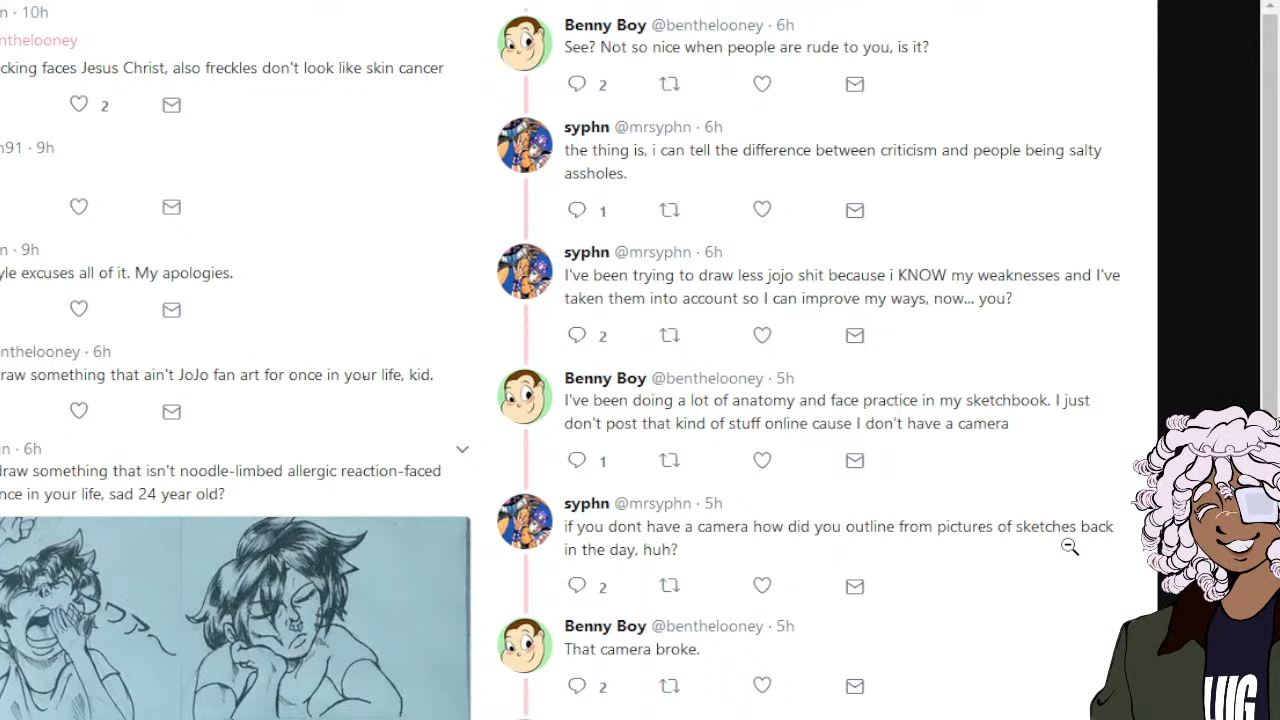 n · 10h
nthelooney
cking faces Jesus Christ, also freckles don't look like skin cancer
2
n91 · 9h
n · 9h
yle excuses all of it. My apologies.
nthelooney · 6h
raw something that ain't JoJo fan art for once in your life, kid.
n · 6h
draw something that isn't noodle-limbed allergic reaction-faced
nce in your life, sad 24 year old?
Benny Boy @benthelooney · 6h
See? Not so nice when people are rude to you, is it?
2
syphn @mrsyphn · 6h
the thing is, i can tell the difference between criticism and people being salty
assholes.
1
syphn @mrsyphn · 6h
I've been trying to draw less jojo shit because i KNOW my weaknesses and I've
taken them into account so I can improve my ways, now... you?
2
Benny Boy @benthelooney · 5h
I've been doing a lot of anatomy and face practice in my sketchbook. I just
don't post that kind of stuff online cause I don't have a camera
1
syphn @mrsyphn · 5h
if you dont have a camera how did you outline from pictures of sketches back
in the day, huh?
2
Benny Boy @benthelooney · 5h
That camera broke.
2